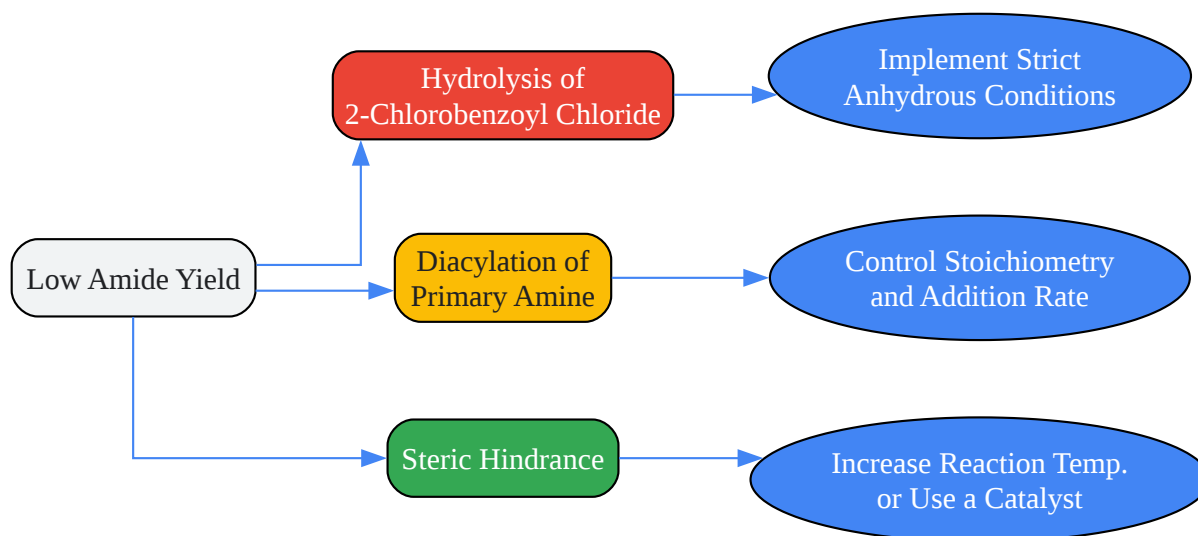 Low Amide Yield
Hydrolysis of
2-Chlorobenzoyl Chloride
Implement Strict
Anhydrous Conditions
Diacylation of
Primary Amine
Control Stoichiometry
and Addition Rate
Steric Hindrance
Increase Reaction Temp.
or Use a Catalyst